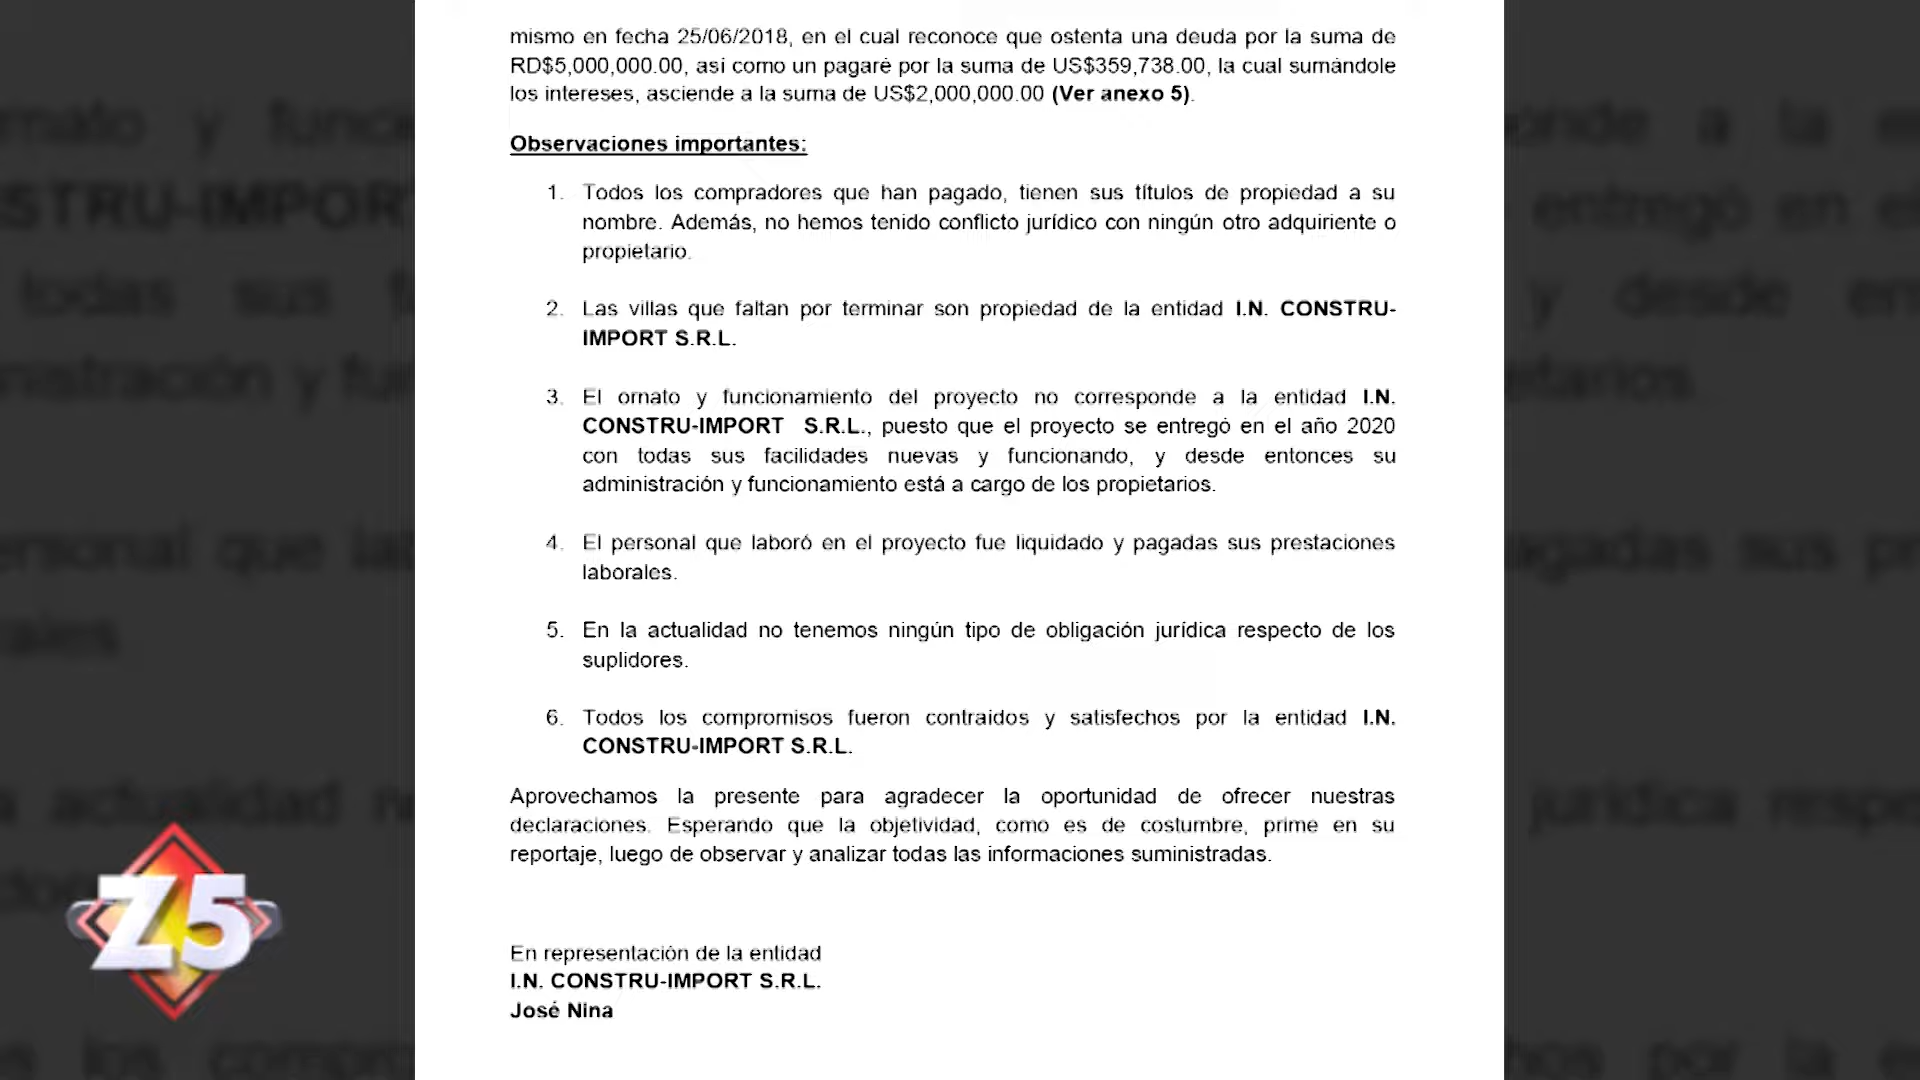 mismo en fecha 25/06/2018, en el cual reconoce que ostenta una deuda por la suma de
RD$5,000,000.00, así como un pagaré por la suma de US$359,738.00, la cual sumándole
los intereses, asciende a la suma de US$2,000,000.00 (Ver anexo 5).
Observaciones importantes:
1. Todos los compradores que han pagado, tienen sus títulos de propiedad a su
nombre. Además, no hemos tenido conflicto jurídico con ningún otro adquiriente o
propietario.
2. Las villas que faltan por terminar son propiedad de la entidad I.N. CONSTRU-
IMPORT S.R.L.
3. El ornato y funcionamiento del proyecto no corresponde a la entidad I.N.
CONSTRU-IMPORT S.R.L., puesto que el proyecto se entregó en el año 2020
con todas sus facilidades nuevas y funcionando, y desde entonces su
administración y funcionamiento está a cargo de los propietarios.
4. El personal que laboró en el proyecto fue liquidado y pagadas sus prestaciones
laborales.
5. En la actualidad no tenemos ningún tipo de obligación jurídica respecto de los
suplidores.
6. Todos los compromisos fueron contraidos y satisfechos por la entidad I.N.
CONSTRU-IMPORT S.R.L.
Aprovechamos la presente para agradecer la oportunidad de ofrecer nuestras
declaraciones. Esperando que la objetividad, como es de costumbre, prime en su
reportaje, luego de observar y analizar todas las informaciones suministradas.
En representación de la entidad
I.N. CONSTRU-IMPORT S.R.L.
José Nina
Z5